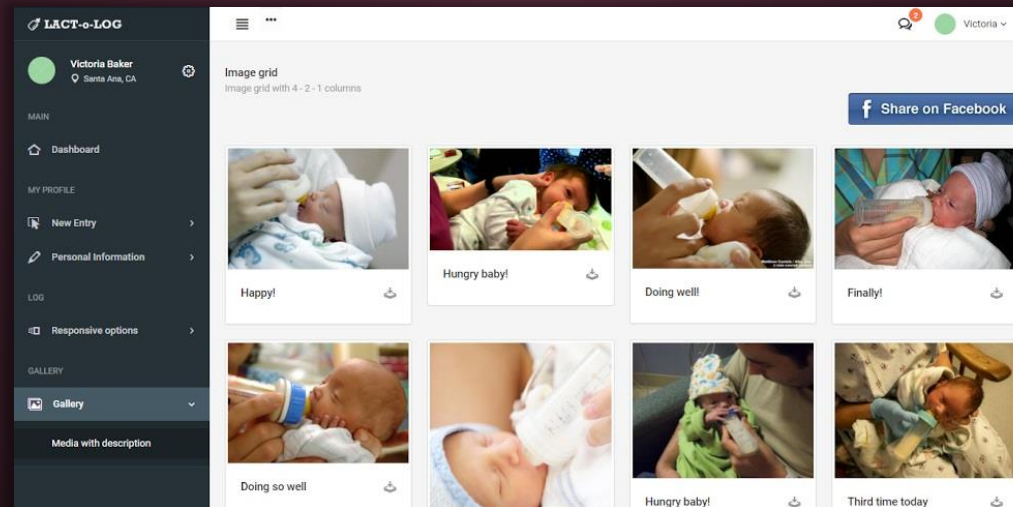 LACT-o-LOG
2
Victoria
Victoria Baker
Santa Ana, CA
MAIN
Dashboard
MY PROFILE
New Entry
Personal Information
LOG
Responsive options
GALLERY
Gallery
Media with description
Image grid
Image grid with 4 - 2 - 1 columns
f Share on Facebook
Happy!
Hungry baby!
Doing well!
Finally!
Doing so well
Hungry baby!
Third time today